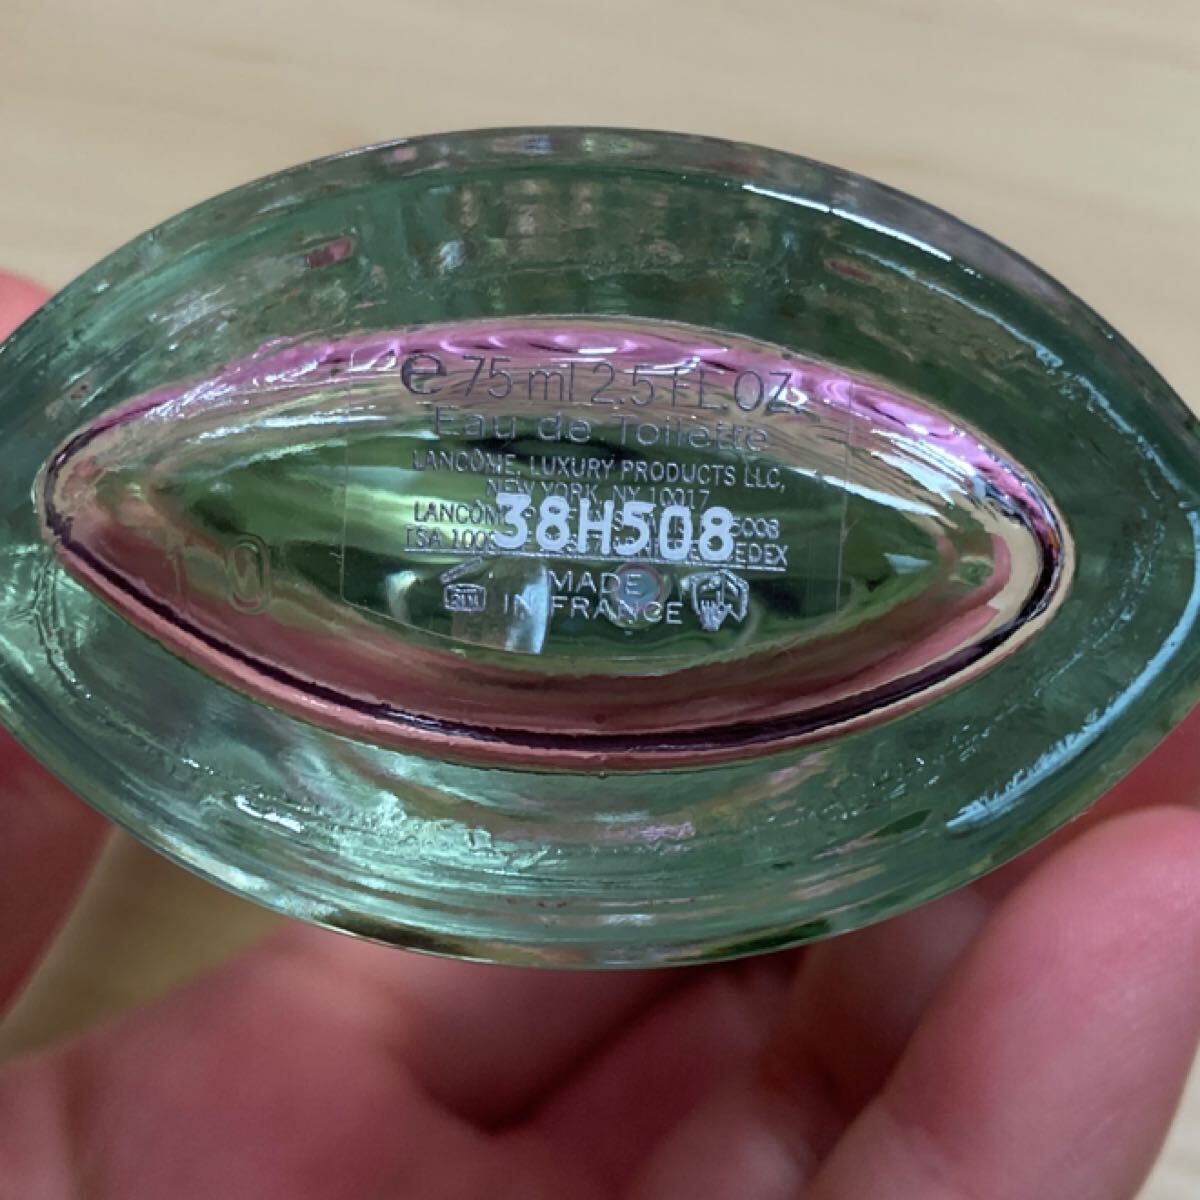 e 75 ml 2.5 FL. OZ.
Eau de Toilette
LANCÔME, LUXURY PRODUCTS LLC,
NEW YORK, NY 10017
LANCÔM
38H508
MADE
IN FRANCE